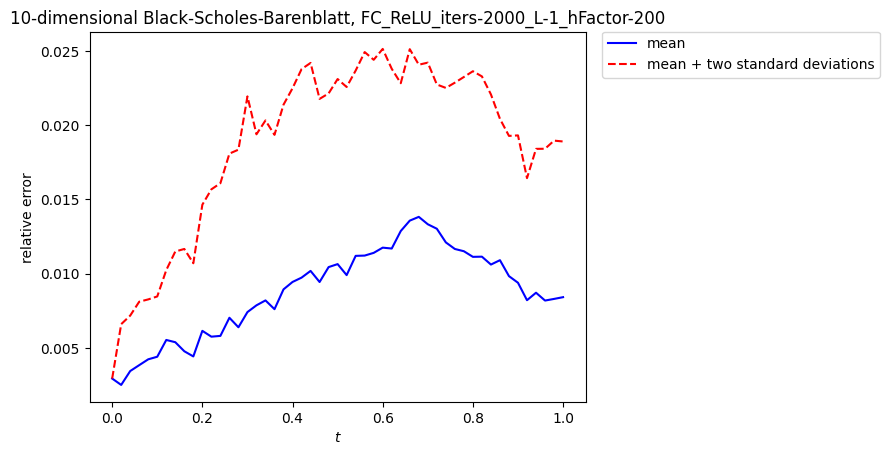 10-dimensional Black-Scholes-Barenblatt, FC_ReLU_iters-2000_L-1_hFactor-200
mean
mean + two standard deviations
relative error
0.025
0.020
0.015
0.010
0.005
0.0 0.2 0.4 0.6 0.8 1.0
t